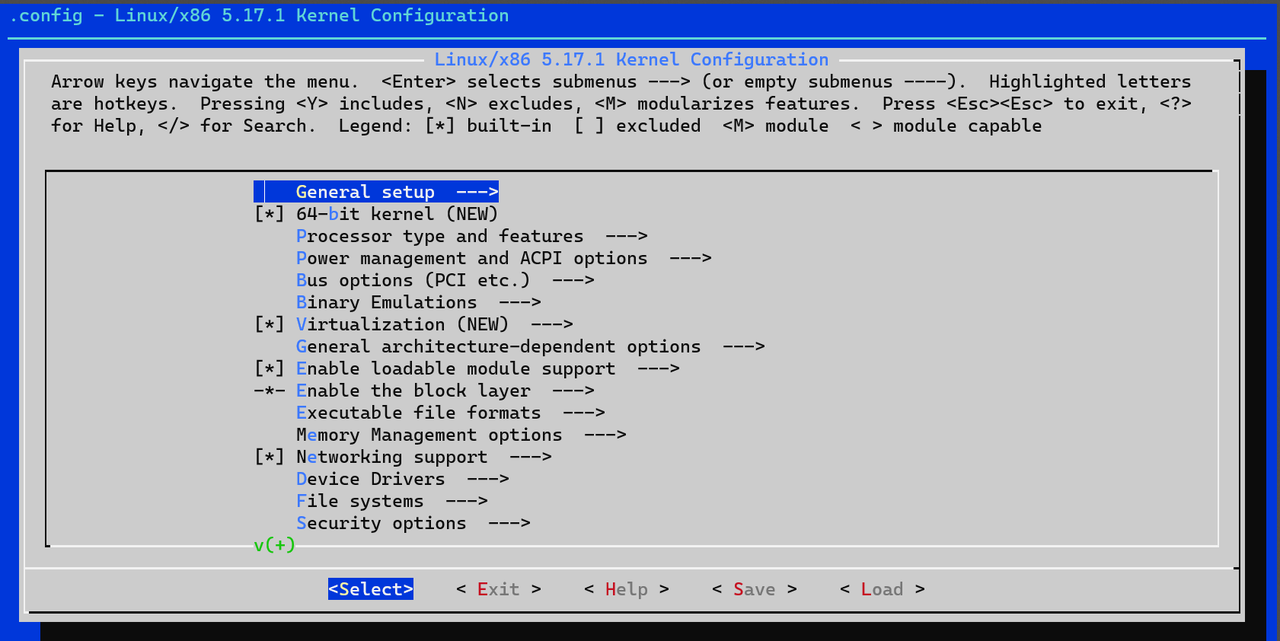 .config - Linux/x86 5.17.1 Kernel Configuration
Linux/x86 5.17.1 Kernel Configuration
Arrow keys navigate the menu.  <Enter> selects submenus ---> (or empty submenus ----).  Highlighted letters
are hotkeys.  Pressing <Y> includes, <N> excludes, <M> modularizes features.  Press <Esc><Esc> to exit, <?>
for Help, </> for Search.  Legend: [*] built-in  [ ] excluded  <M> module  < > module capable
General setup  --->
[*] 64-bit kernel (NEW)
Processor type and features  --->
Power management and ACPI options  --->
Bus options (PCI etc.)  --->
Binary Emulations  --->
[*] Virtualization (NEW)  --->
General architecture-dependent options  --->
[*] Enable loadable module support  --->
-*- Enable the block layer  --->
Executable file formats  --->
Memory Management options  --->
[*] Networking support  --->
Device Drivers  --->
File systems  --->
Security options  --->
v(+)
<Select>    < Exit >    < Help >    < Save >    < Load >